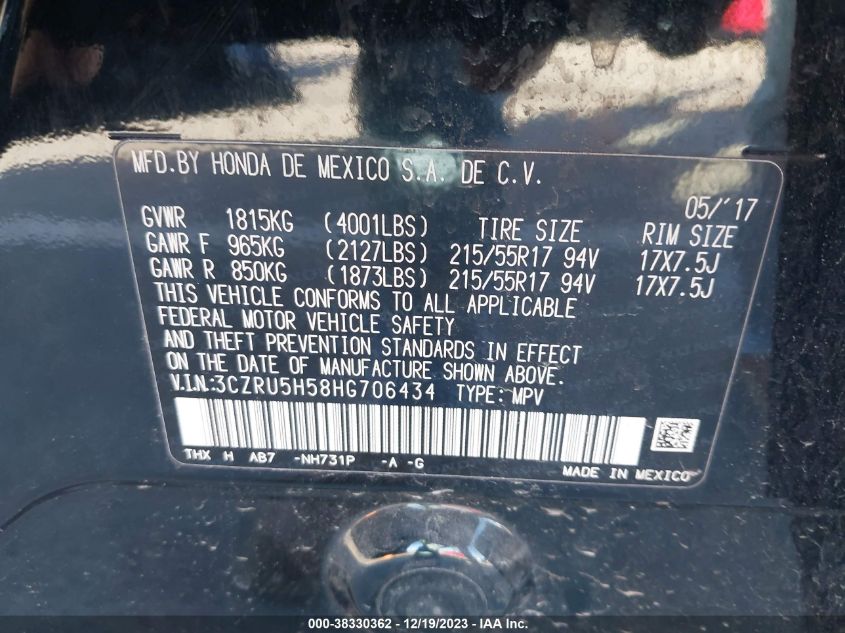 MFD.BY HONDA DE MEXICO S.A. DE C.V.
05/'17
GVWR 1815KG (4001LBS) TIRE SIZE RIM SIZE
GAWR F 965KG (2127LBS) 215/55R17 94V 17X7.5J
GAWR R 850KG (1873LBS) 215/55R17 94V 17X7.5J
THIS VEHICLE CONFORMS TO ALL APPLICABLE
FEDERAL MOTOR VEHICLE SAFETY
AND THEFT PREVENTION STANDARDS IN EFFECT
ON THE DATE OF MANUFACTURE SHOWN ABOVE.
V.I.N.:3CZRU5H58HG706434 TYPE: MPV
THX H AB7 -NH731P -A -G
MADE IN MEXICO
000-38330362 - 12/19/2023 - IAAI.COM